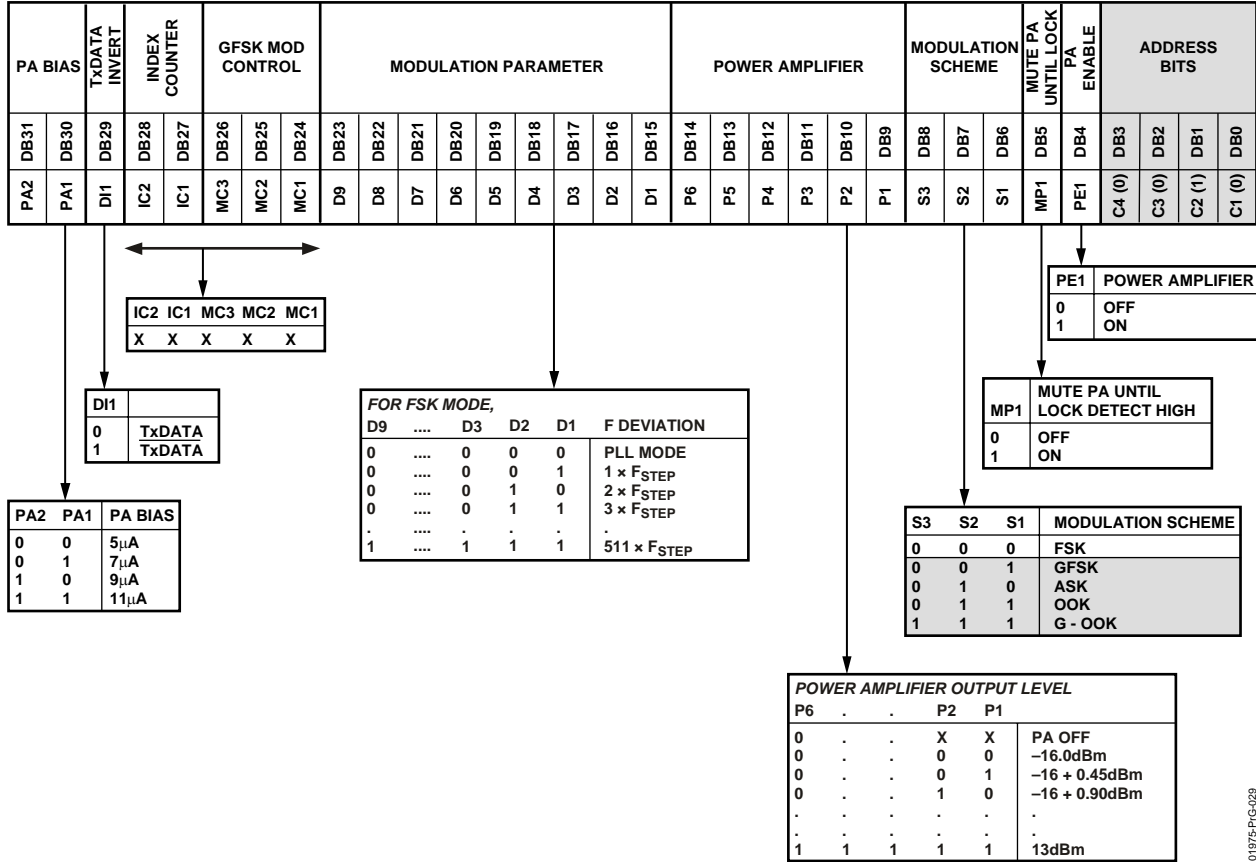 PA BIAS
TxDATA
INVERT
INDEX
COUNTER
GFSK MOD
CONTROL
MODULATION PARAMETER
POWER AMPLIFIER
MODULATION
SCHEME
MUTE PA
UNTIL LOCK
PA
ENABLE
ADDRESS
BITS
DB31 DB30 DB29 DB28 DB27 DB26 DB25 DB24 DB23 DB22 DB21 DB20 DB19 DB18 DB17 DB16 DB15 DB14 DB13 DB12 DB11 DB10 DB9 DB8 DB7 DB6 DB5 DB4 DB3 DB2 DB1 DB0
PA2 PA1 DI1 IC2 IC1 MC3 MC2 MC1 D9 D8 D7 D6 D5 D4 D3 D2 D1 P6 P5 P4 P3 P2 P1 S3 S2 S1 MP1 PE1 C4 (0) C3 (0) C2 (1) C1 (0)
PE1 POWER AMPLIFIER
0 OFF
1 ON
IC2 IC1 MC3 MC2 MC1
X X X X X
MP1 MUTE PA UNTIL
LOCK DETECT HIGH
0 OFF
1 ON
DI1
0 TxDATA
1 TxDATA
FOR FSK MODE,
D9 .... D3 D2 D1 F DEVIATION
0 .... 0 0 0 PLL MODE
0 .... 0 0 1 1 × FSTEP
0 .... 0 1 0 2 × FSTEP
0 .... 0 1 1 3 × FSTEP
. .... . . . .
1 .... 1 1 1 511 × FSTEP
PA2 PA1 PA BIAS
0 0 5µA
0 1 7µA
1 0 9µA
1 1 11µA
S3 S2 S1 MODULATION SCHEME
0 0 0 FSK
0 0 1 GFSK
0 1 0 ASK
0 1 1 OOK
1 1 1 G - OOK
POWER AMPLIFIER OUTPUT LEVEL
P6 . . P2 P1
0 . . X X PA OFF
0 . . 0 0 –16.0dBm
0 . . 0 1 –16 + 0.45dBm
0 . . 1 0 –16 + 0.90dBm
. . . . . .
. . . . . .
1 1 1 1 1 13dBm
01975-PrG-029